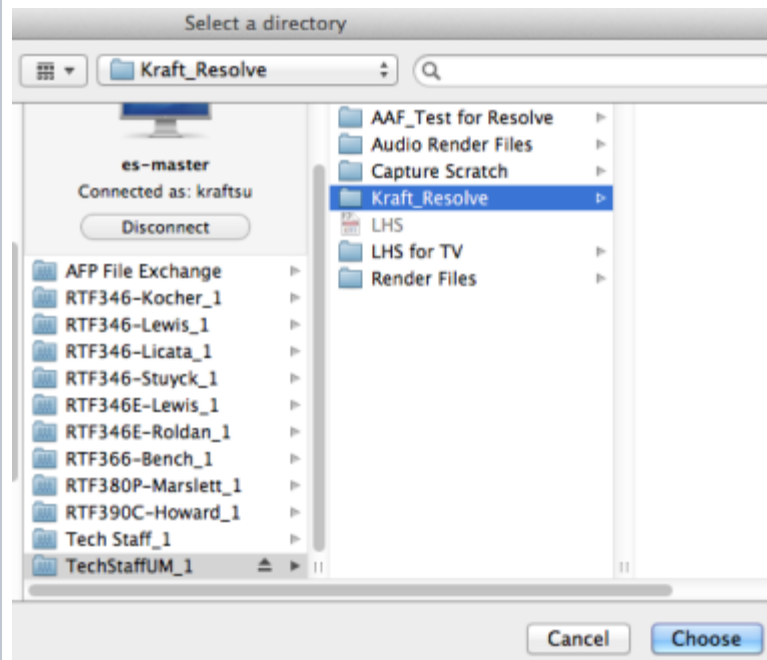 Select a directory
Kraft_Resolve
es-master
Connected as: kraftsu
Disconnect
AFP File Exchange
RTF346-Kocher_1
RTF346-Lewis_1
RTF346-Licata_1
RTF346-Stuyck_1
RTF346E-Lewis_1
RTF346E-Roldan_1
RTF366-Bench_1
RTF380P-Marslett_1
RTF390C-Howard_1
Tech Staff_1
TechStaffUM_1
AAF_Test for Resolve
Audio Render Files
Capture Scratch
Kraft_Resolve
LHS
LHS for TV
Render Files
Cancel
Choose